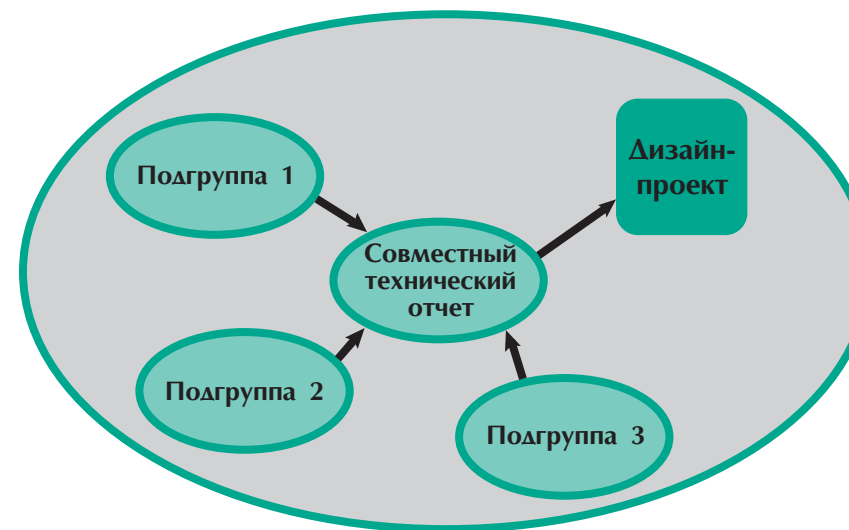 Подгруппа 1
Дизайн-
проект
Совместный
технический
отчет
Подгруппа 2
Подгруппа 3